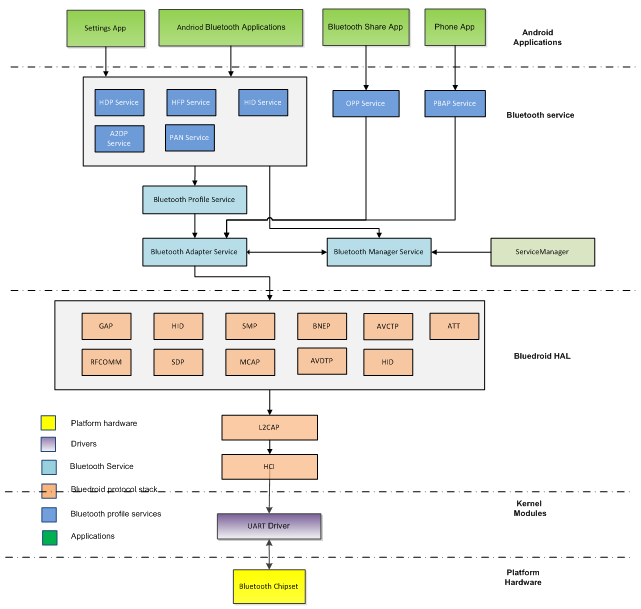 Settings App
Andriod Bluetooth Applications
Bluetooth Share App
Phone App
Android
Applications
HDP Service
HFP Service
HID Service
OPP Service
PBAP Service
Bluetooth service
A2DP
Service
PAN Service
Bluetooth Profile Service
Bluetooth Adapter Service
Bluetooth Manager Service
ServiceManager
GAP
HID
SMP
BNEP
AVCTP
ATT
Bluedroid HAL
RFCOMM
SDP
MCAP
AVDTP
HID
L2CAP
HCI
Platform hardware
Drivers
Bluetooth Service
Bluedroid protocol stack
Bluetooth profile services
Applications
Kernel
Modules
UART Driver
Platform
Hardware
Bluetooth Chipset